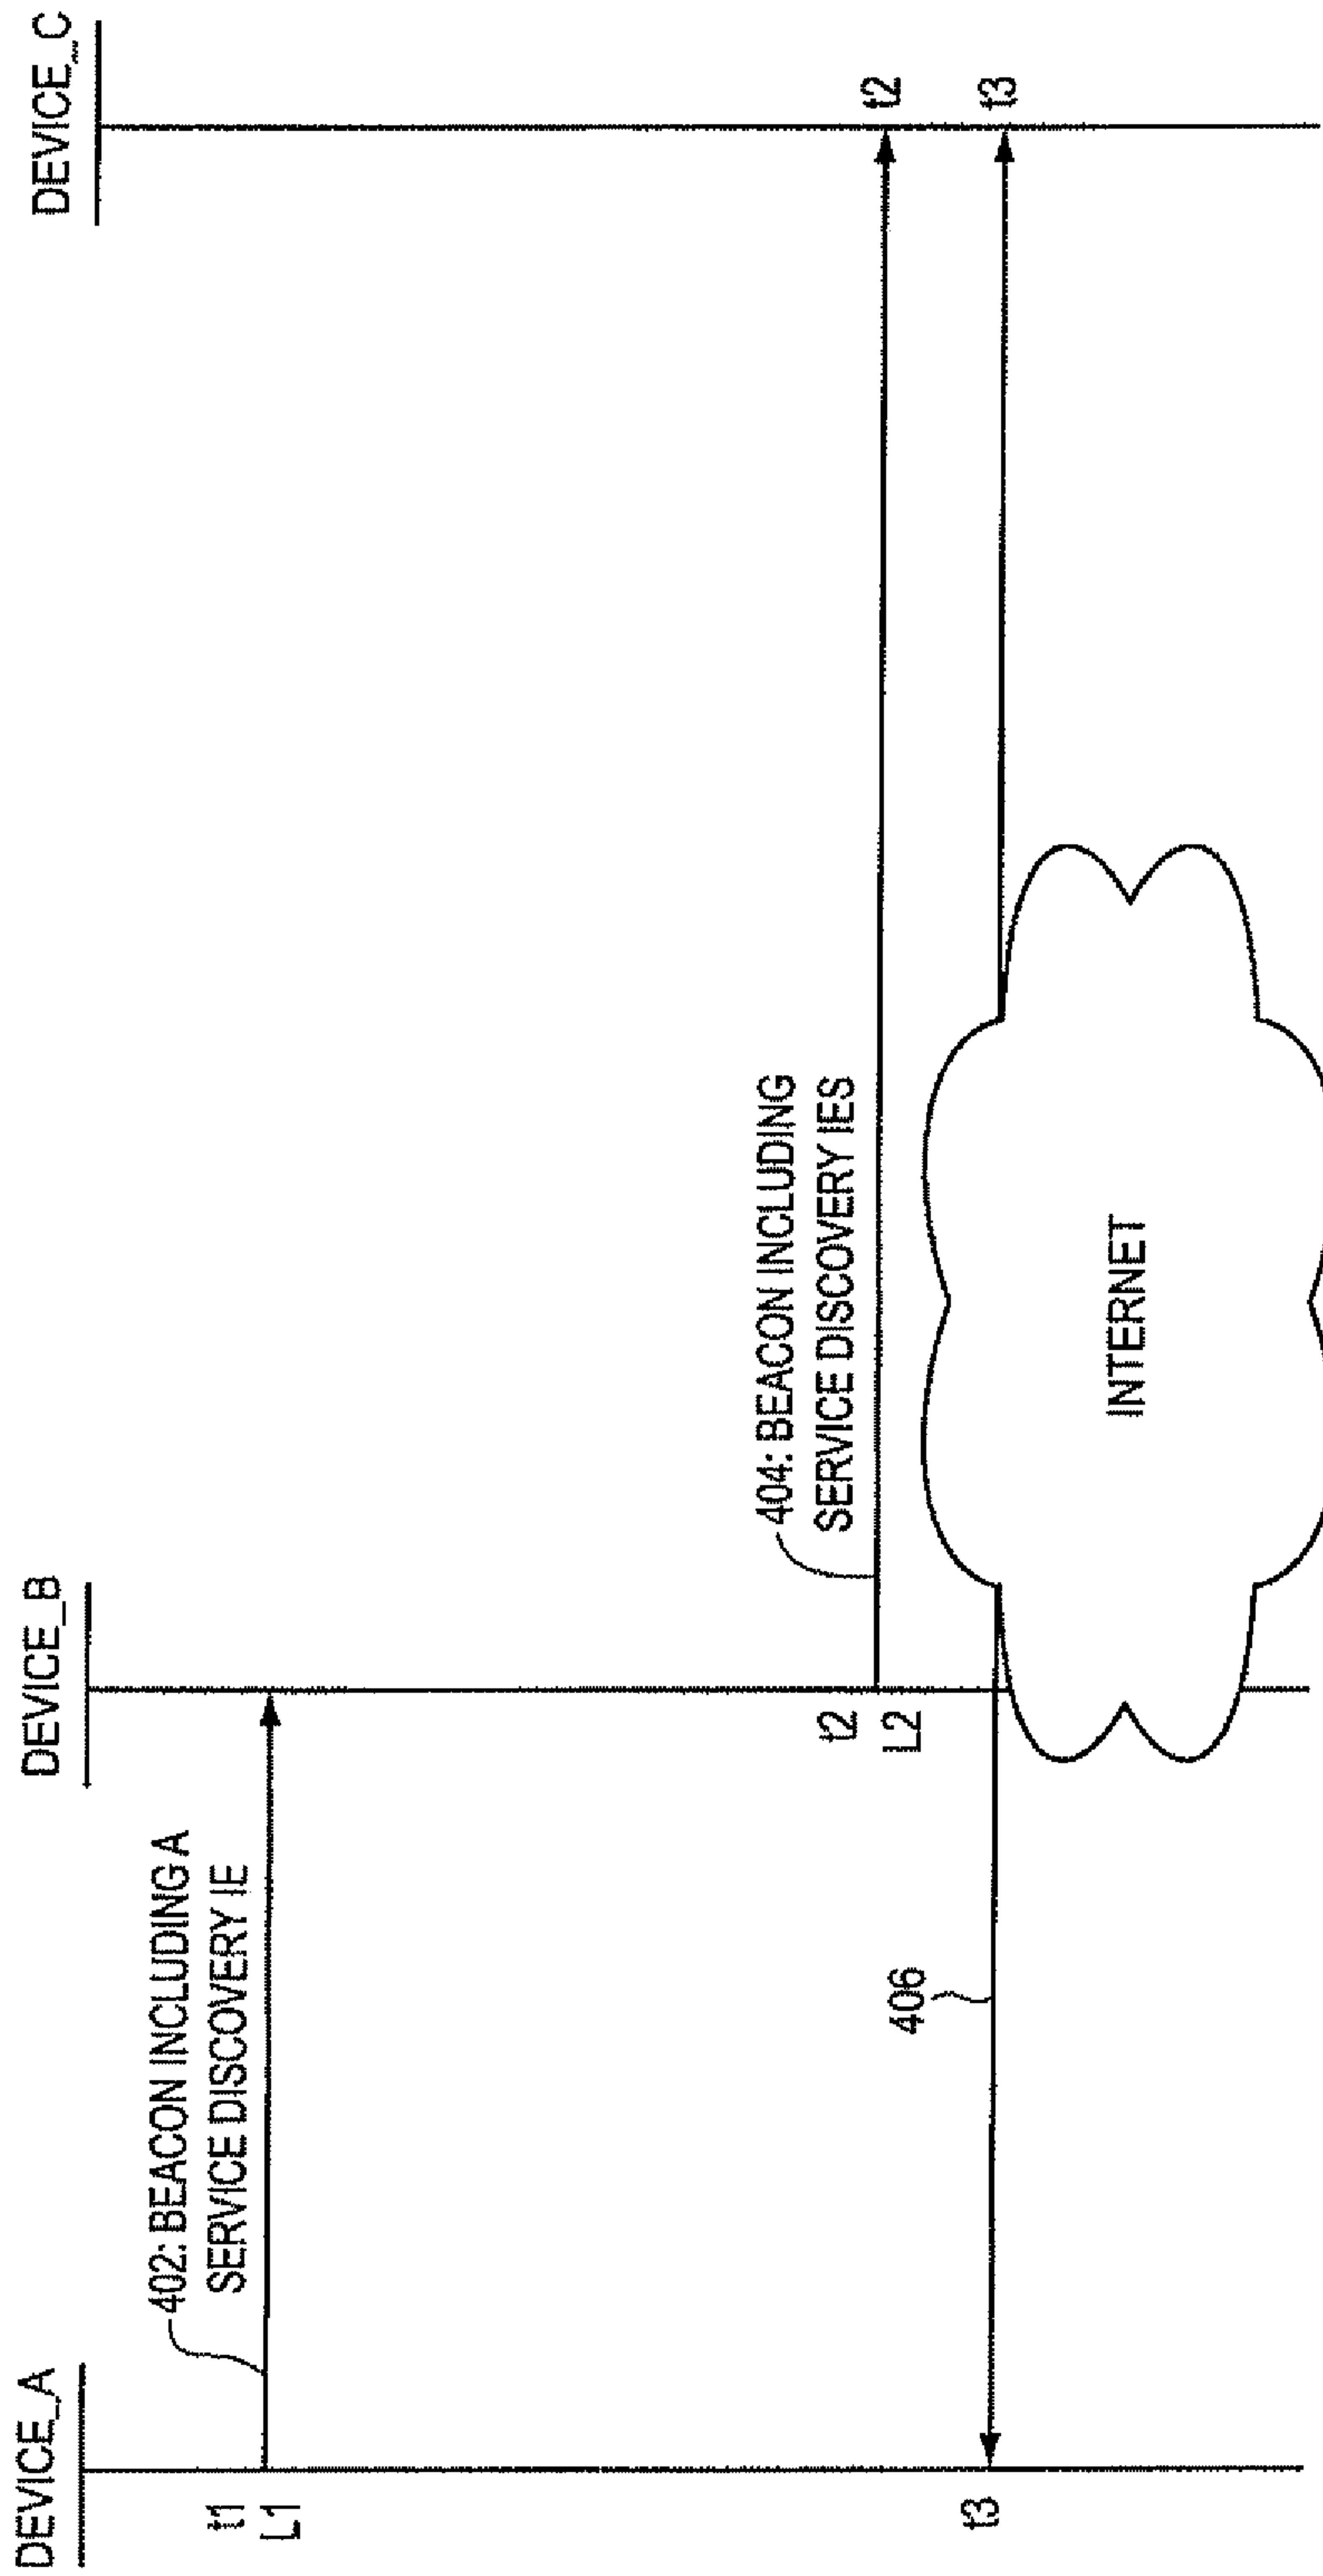 DEVICE_A
DEVICE_B
DEVICE_C
t1
L1
402: BEACON INCLUDING A
SERVICE DISCOVERY IE
404: BEACON INCLUDING
SERVICE DISCOVERY IES
t2
L2
t2
406
t3
t3
INTERNET